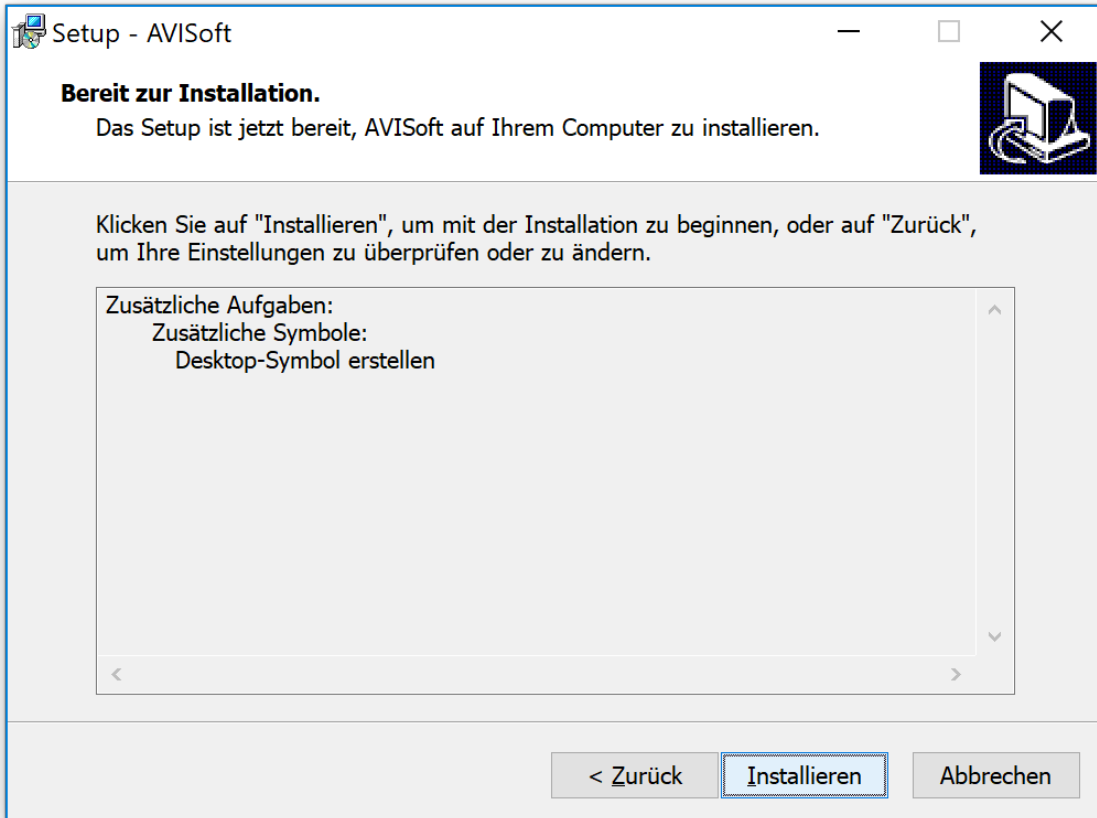 Setup - AVISoft
Bereit zur Installation.
Das Setup ist jetzt bereit, AVISoft auf Ihrem Computer zu installieren.
Klicken Sie auf "Installieren", um mit der Installation zu beginnen, oder auf "Zurück",
um Ihre Einstellungen zu überprüfen oder zu ändern.
Zusätzliche Aufgaben:
Zusätzliche Symbole:
Desktop-Symbol erstellen
< Zurück
Installieren
Abbrechen